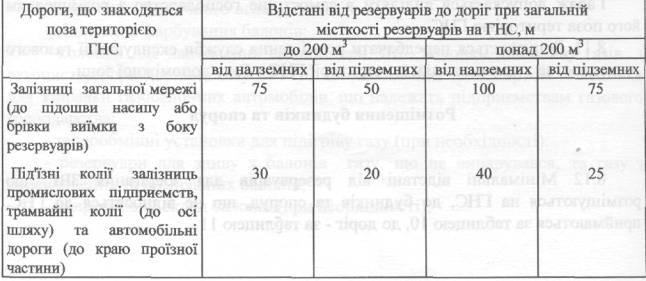 Дороги, що знаходяться поза територією ГНС
Відстані від резервуарів до доріг при загальній місткості резервуарів на ГНС, м
до 200 м³
понад 200 м³
від надземних
від підземних
від надземних
від підземних
Залізниці загальної мережі (до підошви насипу або брівки виїмки з боку резервуарів)
75
50
100
75
Під'їзні колії залізниць промислових підприємств, трамвайні колії (до осі шляху) та автомобільні дороги (до краю проїзної частини)
30
20
40
25